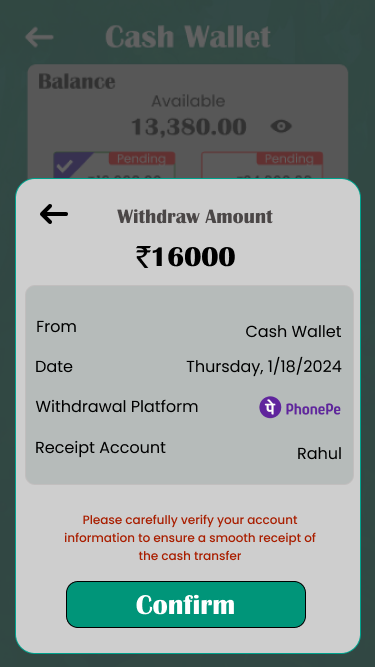 Cash Wallet
Balance
Available
13,380.00
Pending
Pending
Withdraw Amount
₹16000
From
Cash Wallet
Date
Thursday, 1/18/2024
Withdrawal Platform
पे PhonePe
Receipt Account
Rahul
Please carefully verify your account
information to ensure a smooth receipt of
the cash transfer
Confirm